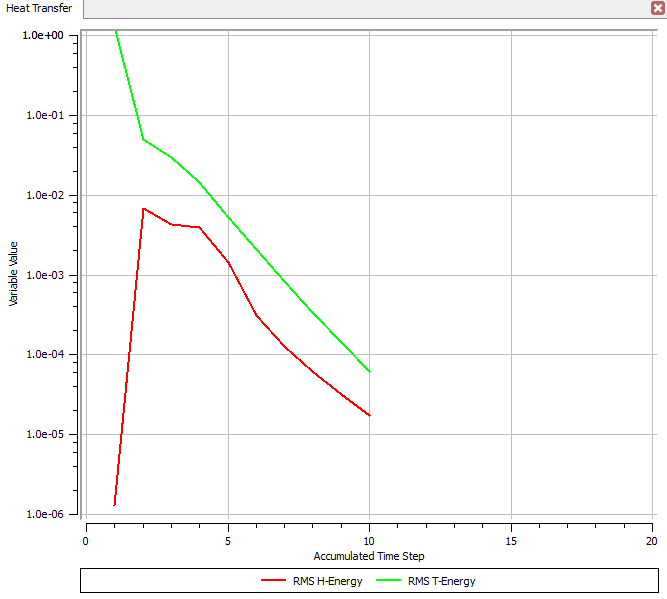 Heat Transfer
1.0e+00
1.0e-01
1.0e-02
1.0e-03
1.0e-04
1.0e-05
1.0e-06
Variable Value
0 5 10 15 20
Accumulated Time Step
RMS H-Energy RMS T-Energy